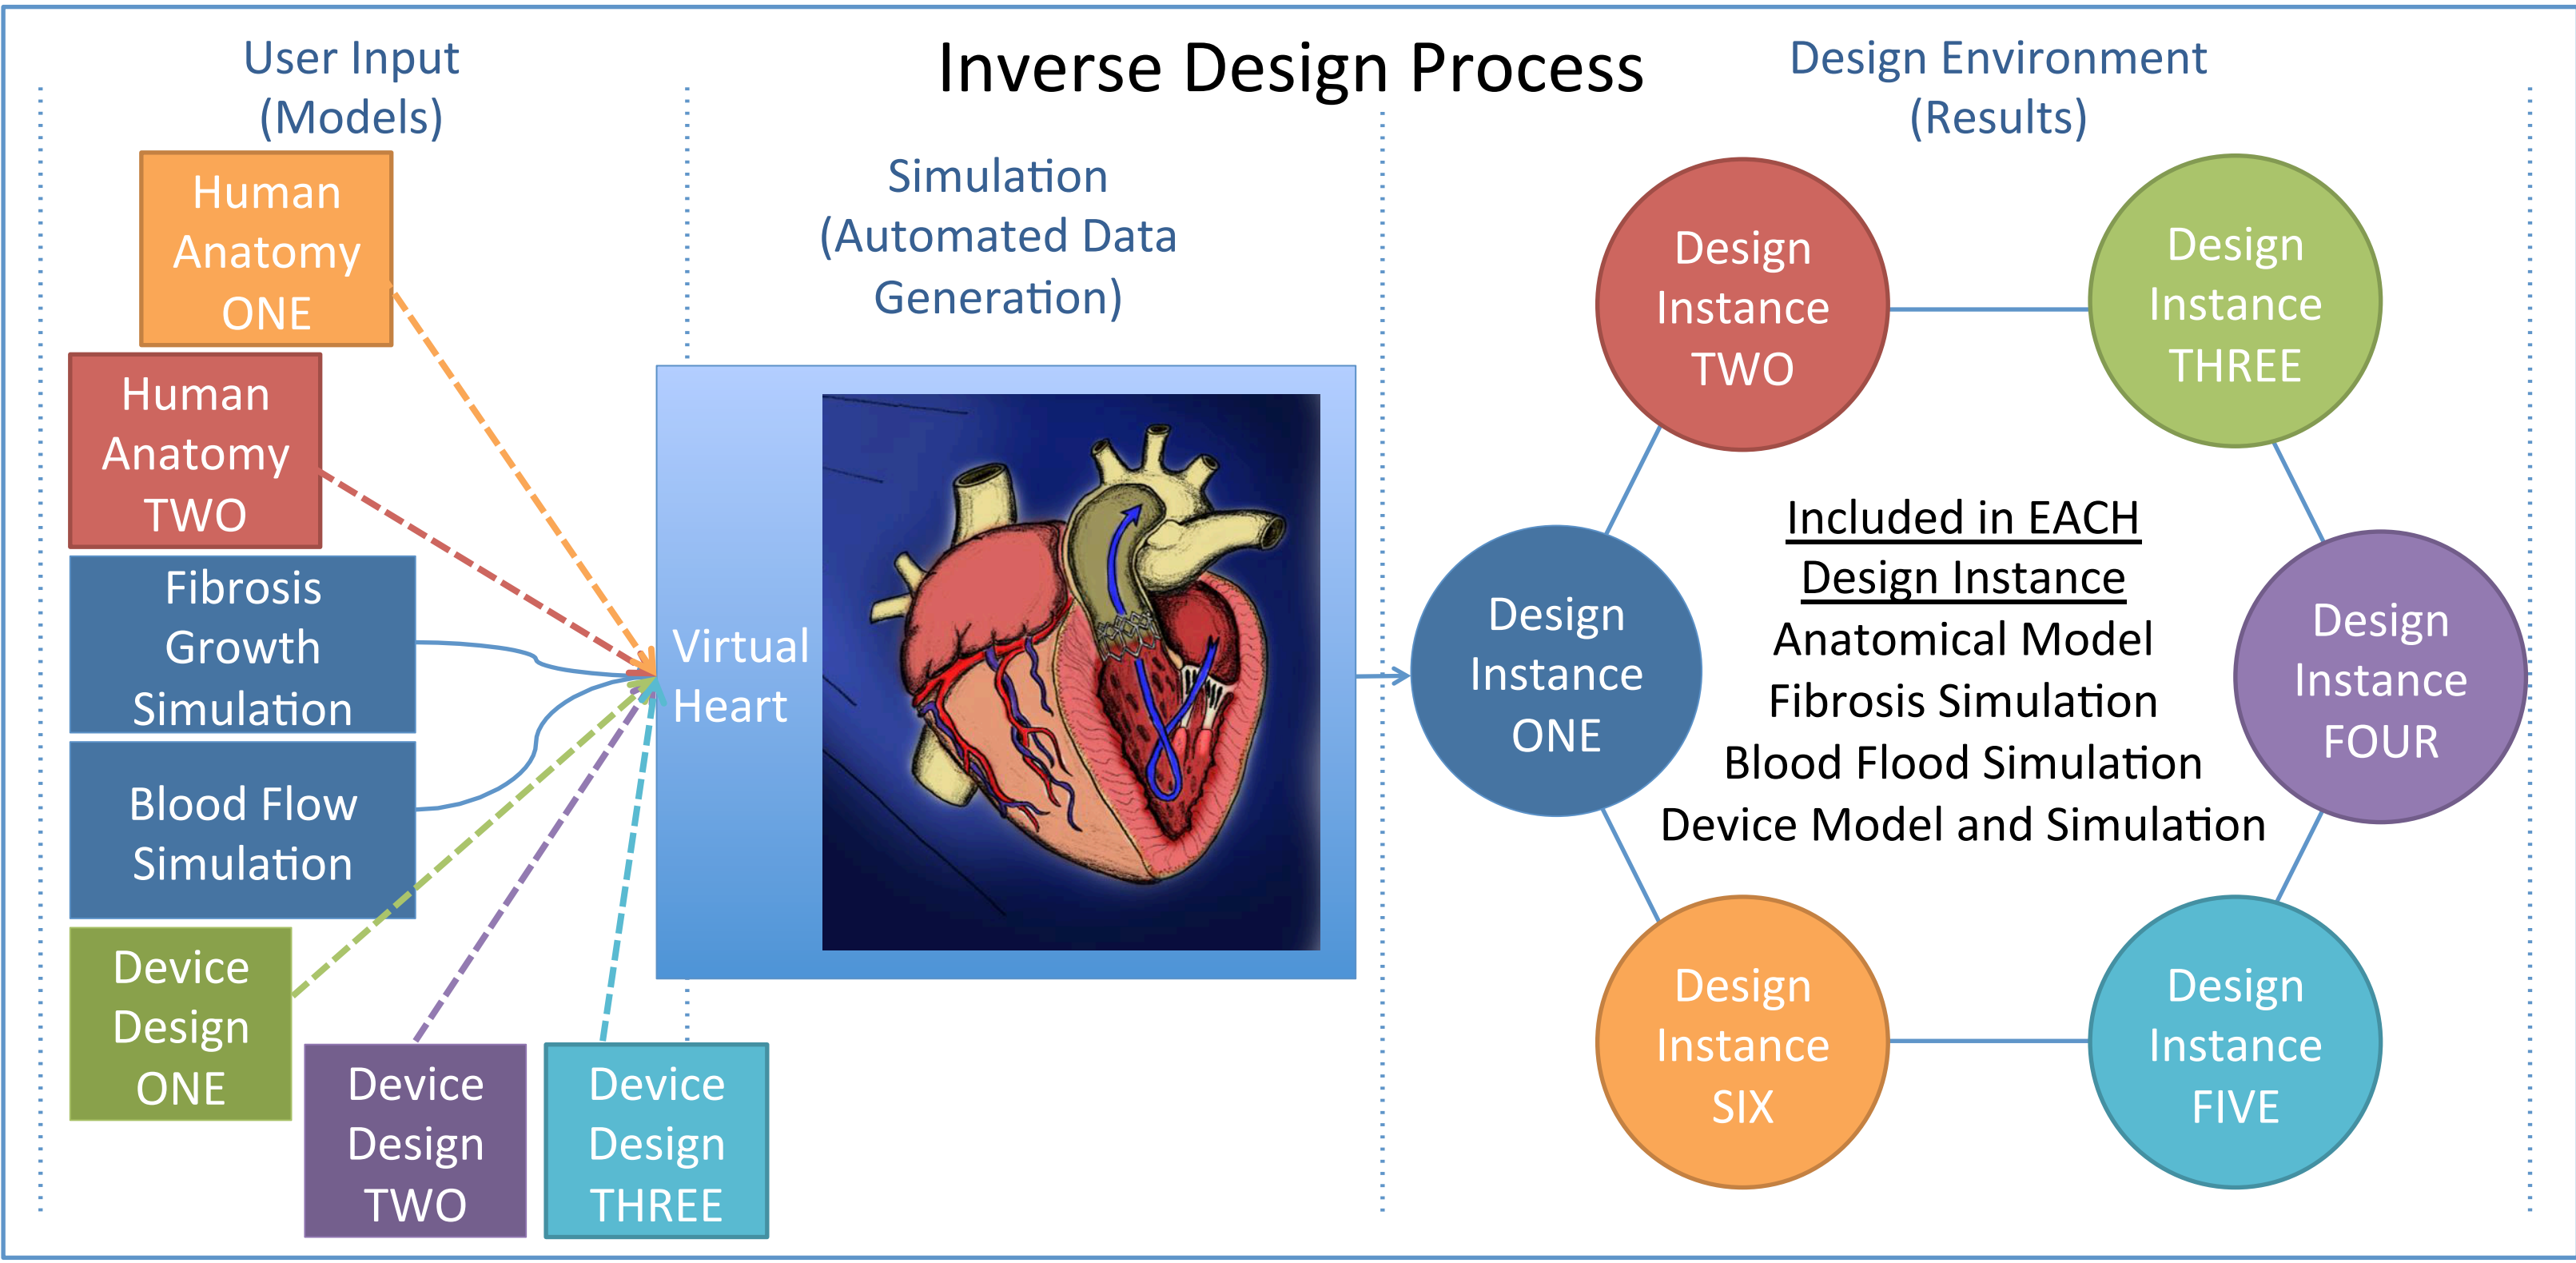 Inverse Design Process
User Input
(Models)
Human
Anatomy
ONE
Human
Anatomy
TWO
Fibrosis
Growth
Simulation
Blood Flow
Simulation
Device
Design
ONE
Device
Design
TWO
Device
Design
THREE
Simulation
(Automated Data
Generation)
Virtual
Heart
Design Environment
(Results)
Design
Instance
ONE
Design
Instance
TWO
Design
Instance
THREE
Design
Instance
FOUR
Design
Instance
FIVE
Design
Instance
SIX
Included in EACH
Design Instance
Anatomical Model
Fibrosis Simulation
Blood Flood Simulation
Device Model and Simulation